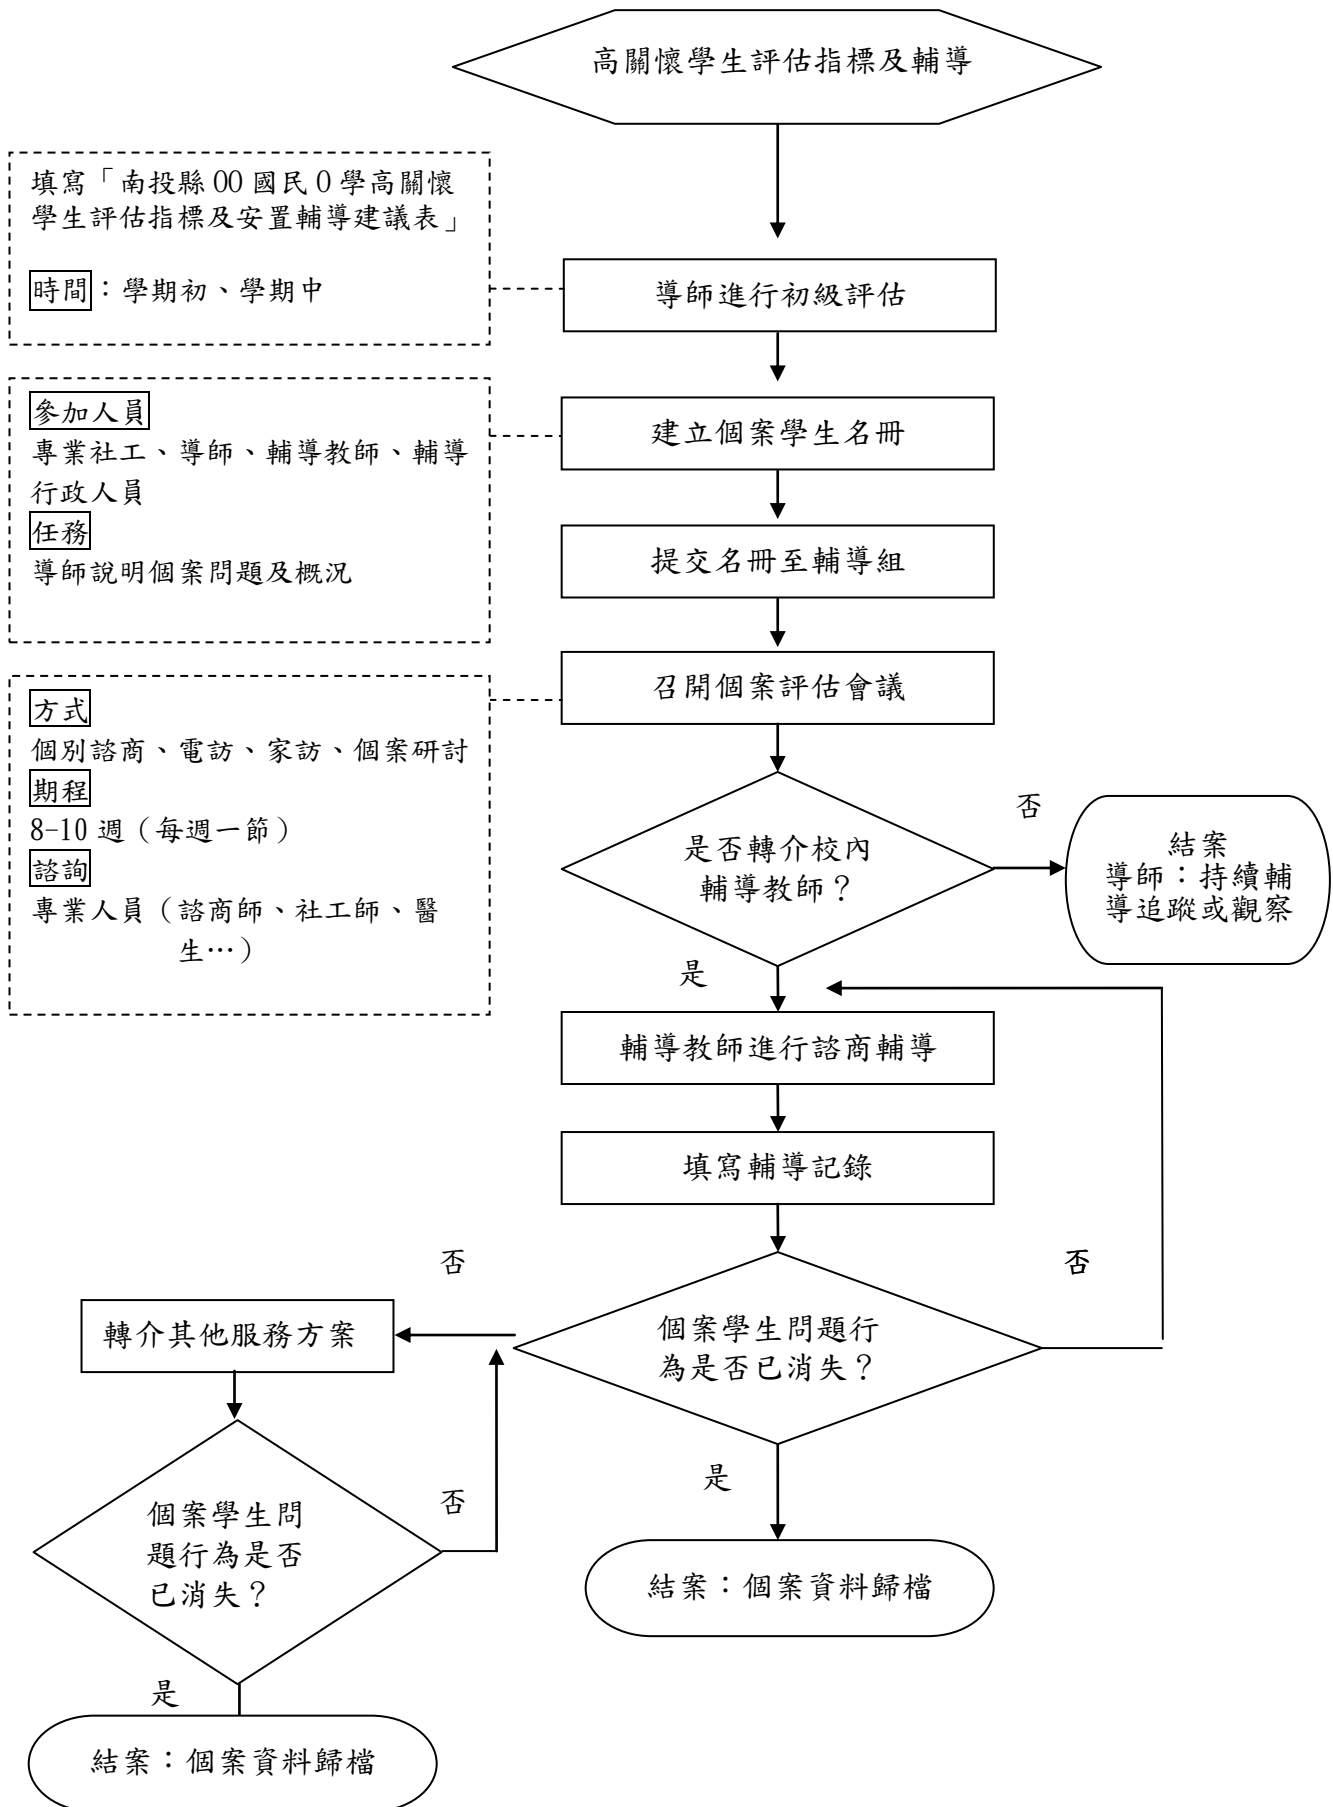 高關懷學生評估指標及輔導
填寫「南投縣 00 國民 0 學高關懷
學生評估指標及安置輔導建議表」
時間：學期初、學期中
導師進行初級評估
參加人員
專業社工、導師、輔導教師、輔導
行政人員
任務
導師說明個案問題及概況
建立個案學生名冊
提交名冊至輔導組
召開個案評估會議
方式
個別諮商、電訪、家訪、個案研討
期程
8-10 週（每週一節）
諮詢
專業人員（諮商師、社工師、醫
生…）
是否轉介校內
輔導教師？
否
結案
導師：持續輔
導追蹤或觀察
是
輔導教師進行諮商輔導
填寫輔導記錄
否
否
轉介其他服務方案
個案學生問題行
為是否已消失？
是
否
個案學生問
題行為是否
已消失？
結案：個案資料歸檔
是
結案：個案資料歸檔